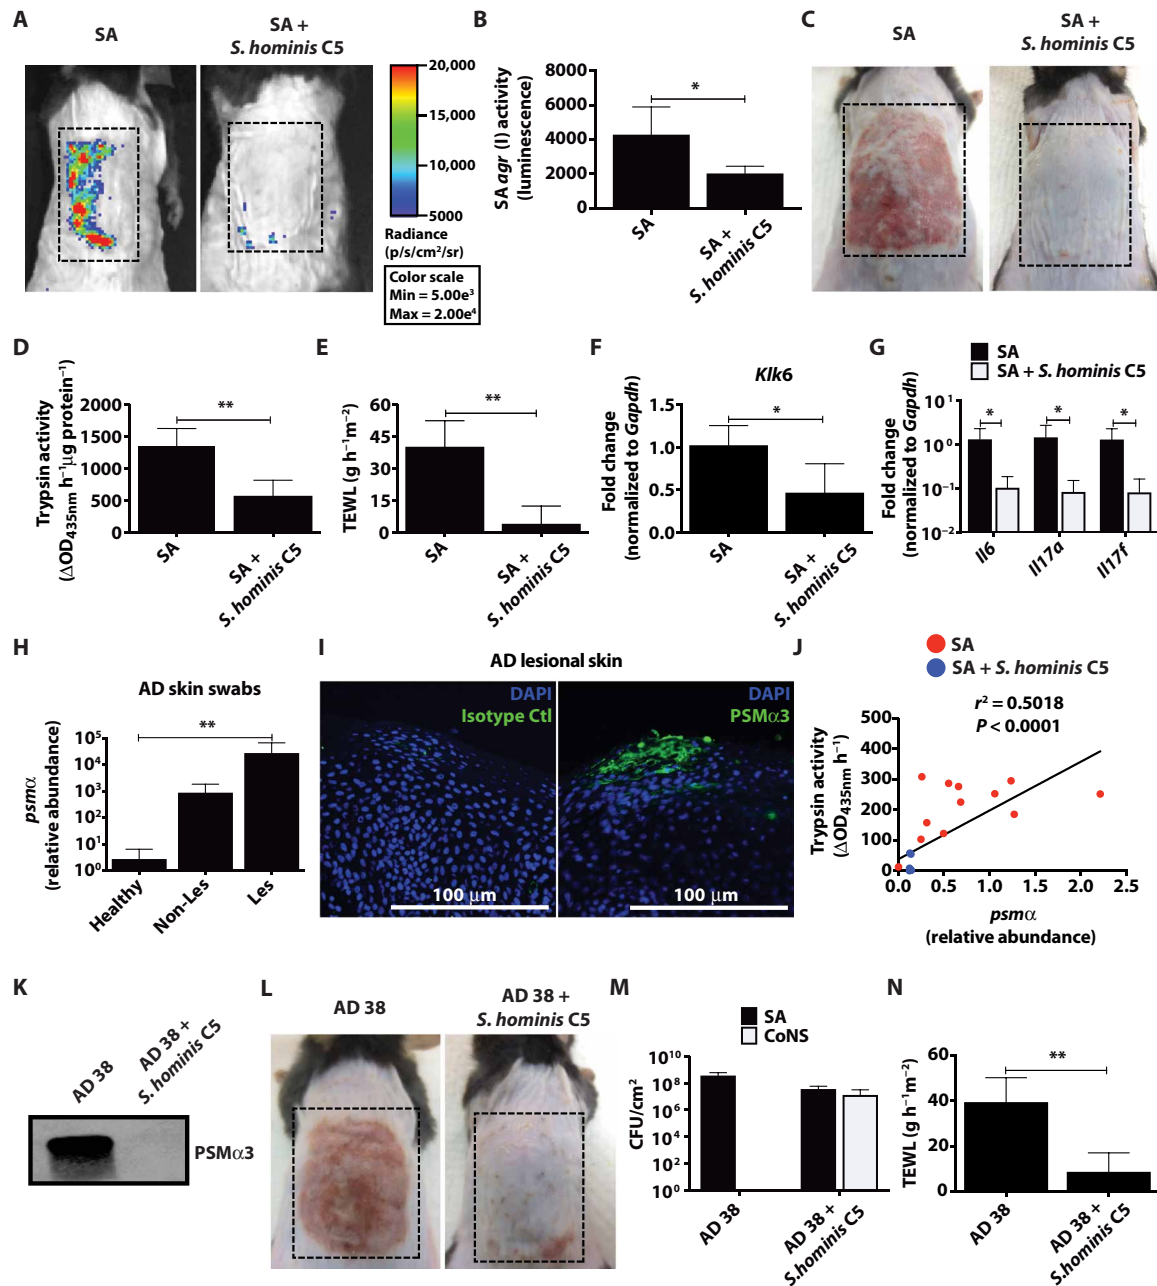 A
SA
SA +
S. hominis C5
20,000
15,000
10,000
5000
Radiance
(p/s/cm²/sr)
Color scale
Min = 5.00e³
Max = 2.00e⁴
B
SA agr (I) activity
(luminescence)
8000
6000
4000
2000
0
*
SA
SA +
S. hominis C5
C
SA
SA +
S. hominis C5
D
Trypsin activity
(ΔOD435nm h⁻¹μg protein⁻¹)
2000
1500
1000
500
0
**
SA
SA +
S. hominis C5
E
TEWL (g h⁻¹m⁻²)
60
45
30
15
0
**
SA
SA +
S. hominis C5
F
Klk6
Fold change
(normalized to Gapdh)
1.5
1.0
0.5
0.0
*
SA
SA +
S. hominis C5
G
SA
SA + S. hominis C5
Fold change
(normalized to Gapdh)
10¹
10⁰
10⁻¹
10⁻²
* * *
Il6
Il17a
Il17f
H
AD skin swabs
psmα
(relative abundance)
10⁵
10⁴
10³
10²
10¹
10⁰
**
Healthy
Non-Les
Les
I
AD lesional skin
DAPI
Isotype Ctl
100 μm
DAPI
PSMα3
100 μm
J
SA
SA + S. hominis C5
r² = 0.5018
P < 0.0001
Trypsin activity
(ΔOD435nm h⁻¹)
500
400
300
200
100
0
0.0 0.5 1.0 1.5 2.0 2.5
psmα
(relative abundance)
K
AD 38
AD 38 +
S. hominis C5
PSMα3
L
AD 38
AD 38 +
S. hominis C5
M
SA
CoNS
CFU/cm²
10¹⁰
10⁸
10⁶
10⁴
10²
10⁰
AD 38
AD 38 +
S.hominis C5
N
TEWL (g h⁻¹m⁻²)
60
40
20
0
**
AD 38
AD 38 +
S.hominis C5